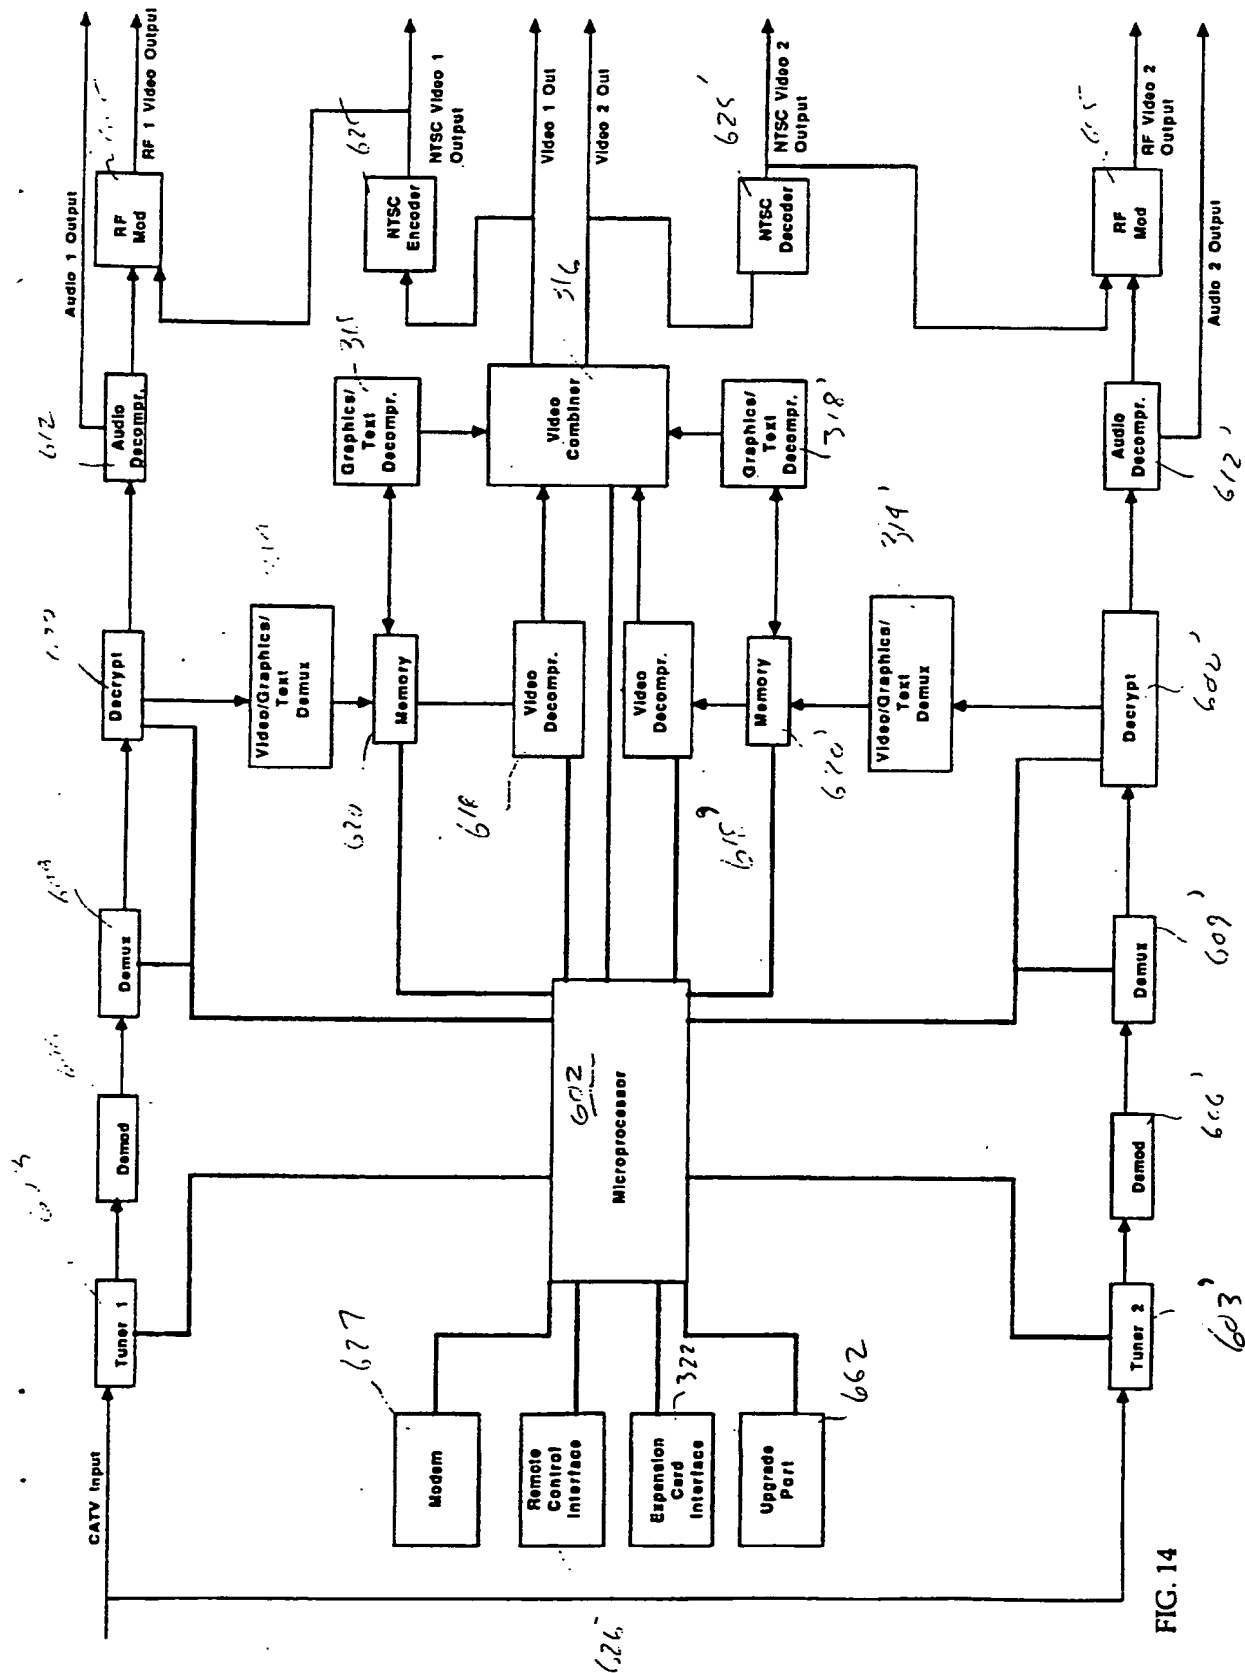 CATV Input
Tuner 1
Demod
Demux
Decrypt
Audio
Decompr.
612
Audio 1 Output
RF
Mod
RF 1 Video Output
Video/Graphics/
Text
Demux
Memory
620
Graphics/
Text
Decompr.
NTSC
Encoder
NTSC Video 1
Output
Modem
627
Remote
Control
Interface
626
Expansion
Card
Interface
322
Upgrade
Port
662
Microprocessor
602
Video
Decompr.
618
Video
Decompr.
Video
Combiner
316
Video 1 Out
Video 2 Out
Memory
620'
Graphics/
Text
Decompr.
318'
NTSC
Decoder
625'
NTSC Video 2
Output
Video/Graphics/
Text
Demux
314'
Tuner 2
603'
Demod
606'
Demux
609'
Decrypt
600'
Audio
Decompr.
612'
RF
Mod
RF Video 2
Output
Audio 2 Output
FIG. 14